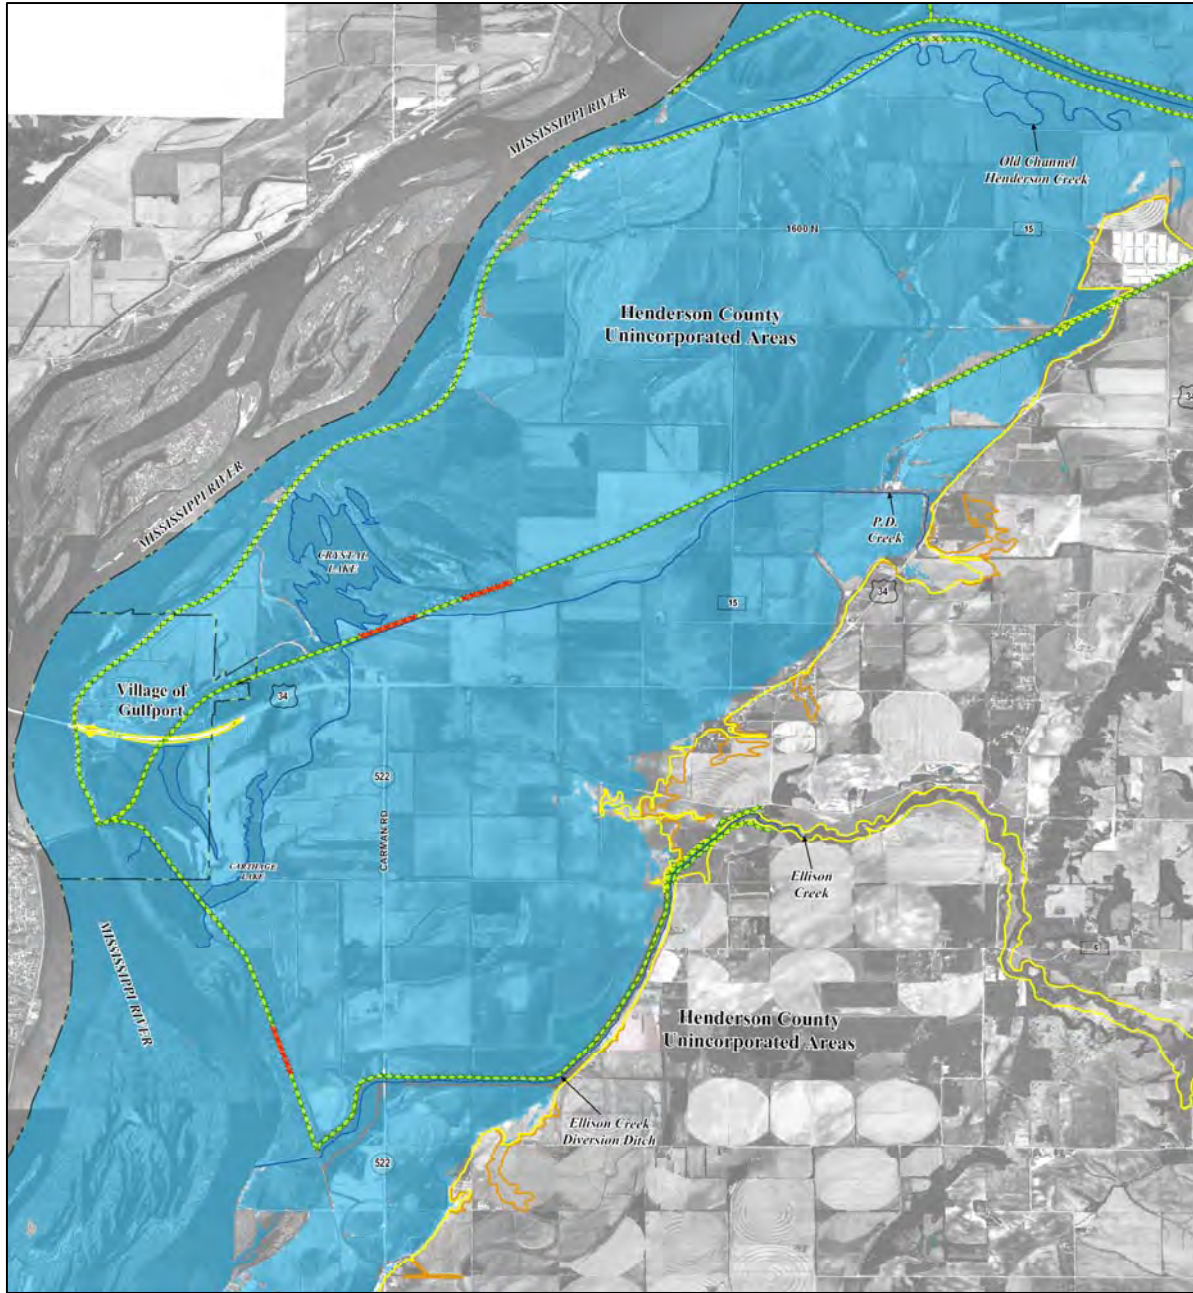 MISSISSIPPI RIVER
Old Channel
Henderson Creek
1600 N
15
Henderson County
Unincorporated Areas
34
MISSISSIPPI RIVER
P.D.
Creek
CRYSTAL
LAKE
34
15
Village of
Gulfport
34
522
CARMAN RD
CARTHAGE
LAKE
Ellison
Creek
MISSISSIPPI RIVER
Henderson County
Unincorporated Areas
Ellison Creek
Diversion Ditch
522